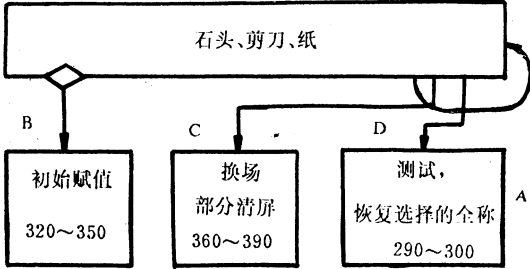 石头、剪刀、纸
B
C
D
A
初始赋值
320～350
换场
部分清屏
360～390
测试，
恢复选择的全称
290～300